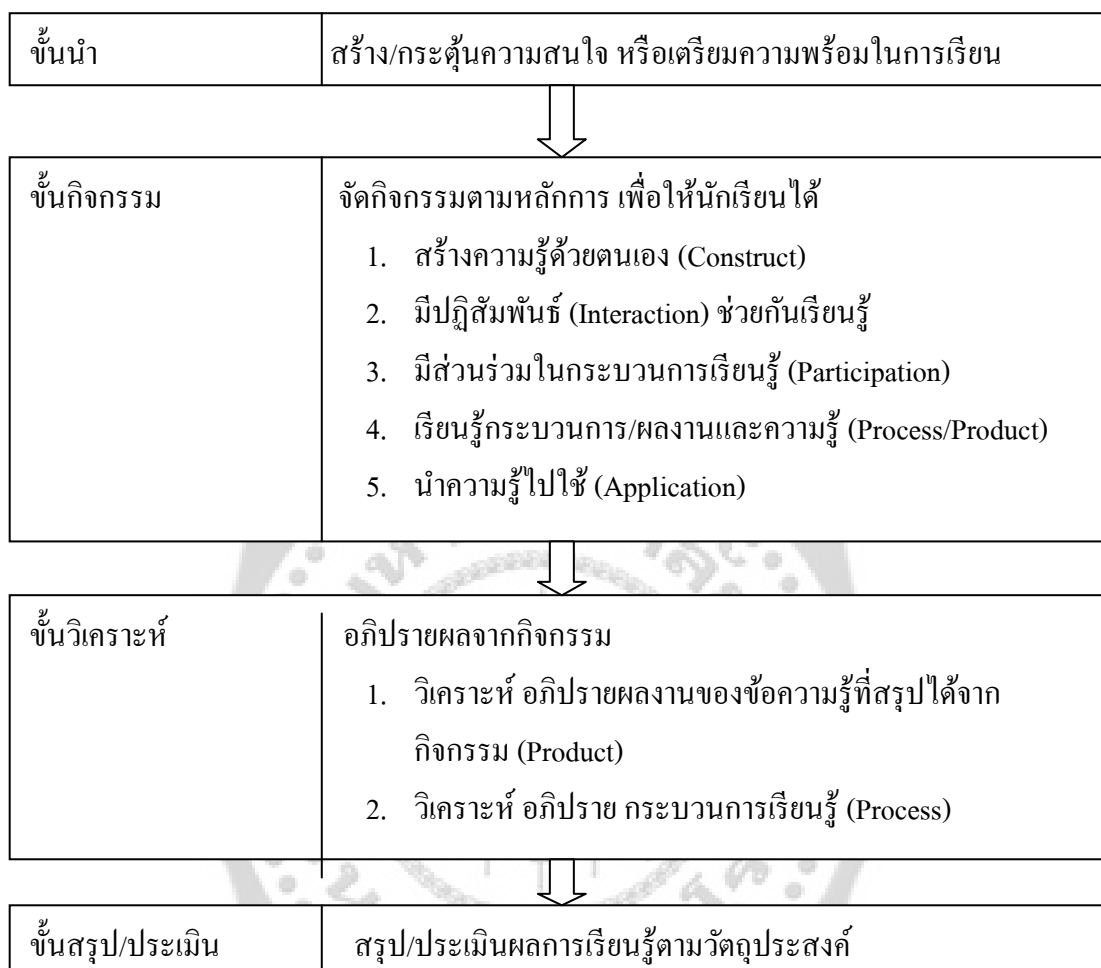 ขั้นนำ สร้าง/กระตุ้นความสนใจ หรือเตรียมความพร้อมในการเรียน
ขั้นกิจกรรม จัดกิจกรรมตามหลักการ เพื่อให้นักเรียนได้
1. สร้างความรู้ด้วยตนเอง (Construct)
2. มีปฏิสัมพันธ์ (Interaction) ช่วยกันเรียนรู้
3. มีส่วนร่วมในกระบวนการเรียนรู้ (Participation)
4. เรียนรู้กระบวนการ/ผลงานและความรู้ (Process/Product)
5. นำความรู้ไปใช้ (Application)
ขั้นวิเคราะห์ อภิปรายผลจากกิจกรรม
1. วิเคราะห์ อภิปรายผลงานของข้อความรู้ที่สรุปได้จาก
กิจกรรม (Product)
2. วิเคราะห์ อภิปราย กระบวนการเรียนรู้ (Process)
ขั้นสรุป/ประเมิน สรุป/ประเมินผลการเรียนรู้ตามวัตถุประสงค์